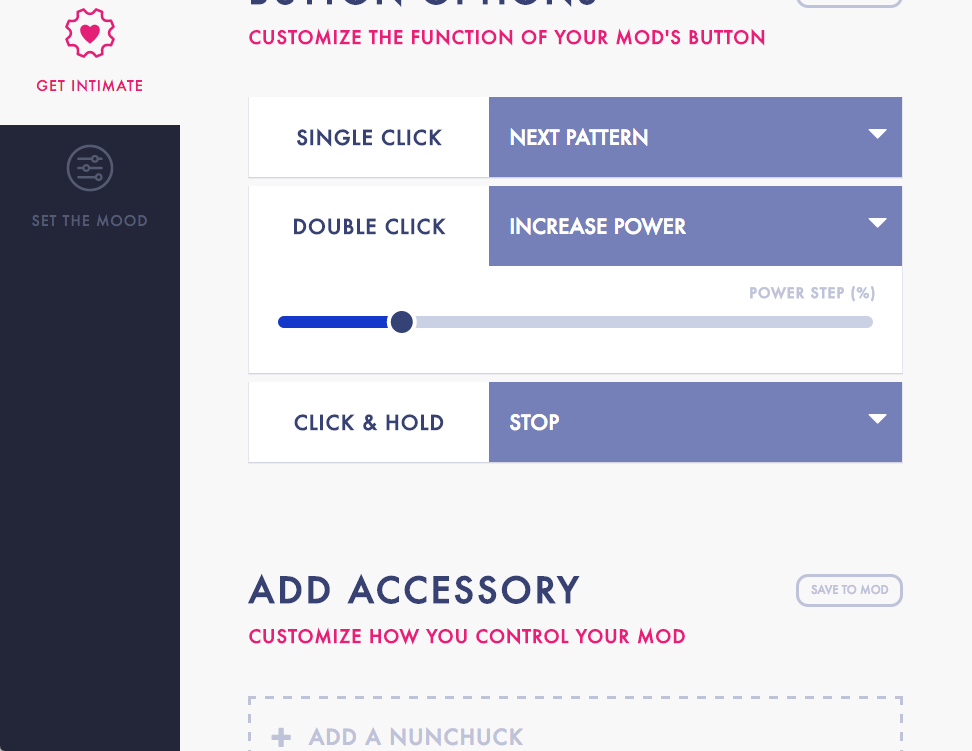 BUTTON OPTIONS
CUSTOMIZE THE FUNCTION OF YOUR MOD'S BUTTON
GET INTIMATE
SET THE MOOD
SINGLE CLICK
NEXT PATTERN
DOUBLE CLICK
INCREASE POWER
POWER STEP (%)
CLICK & HOLD
STOP
ADD ACCESSORY
SAVE TO MOD
CUSTOMIZE HOW YOU CONTROL YOUR MOD
ADD A NUNCHUCK